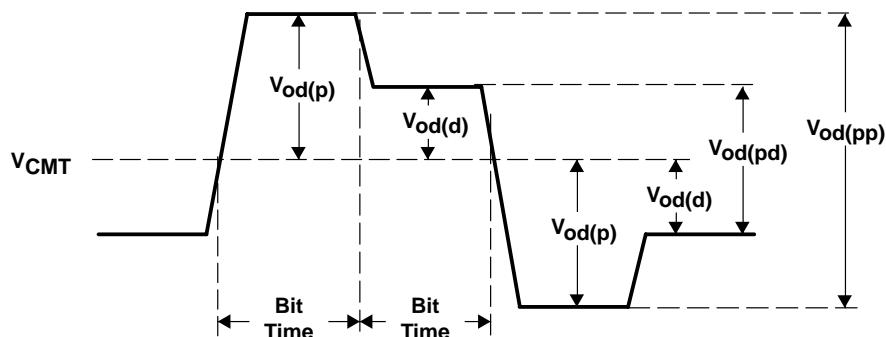 Vod(p)
Vod(d)
Vod(pp)
Vod(pd)
VCMT
Vod(d)
Vod(p)
Bit
Time
Bit
Time